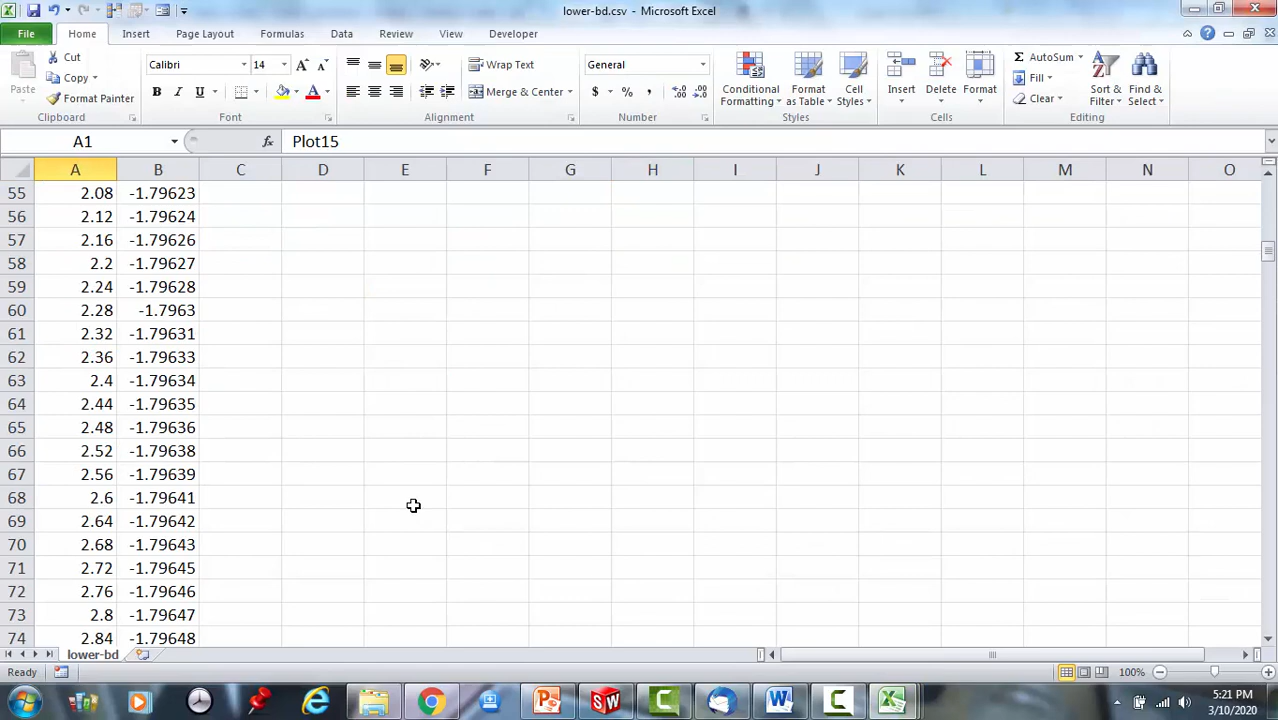 lower-bd.csv - Microsoft Excel
File Home Insert Page Layout Formulas Data Review View Developer
Paste
Cut
Copy
Format Painter
Clipboard
Calibri 14
B I U
Font
Wrap Text
Merge & Center
Alignment
General
$ % ,
Number
Conditional Formatting
Format as Table
Cell Styles
Styles
Insert Delete Format
Cells
AutoSum
Fill
Clear
Sort & Filter
Find & Select
Editing
A1 fx Plot15
A B C D E F G H I J K L M N O
55 2.08 -1.79623
56 2.12 -1.79624
57 2.16 -1.79626
58 2.2 -1.79627
59 2.24 -1.79628
60 2.28 -1.7963
61 2.32 -1.79631
62 2.36 -1.79633
63 2.4 -1.79634
64 2.44 -1.79635
65 2.48 -1.79636
66 2.52 -1.79638
67 2.56 -1.79639
68 2.6 -1.79641
69 2.64 -1.79642
70 2.68 -1.79643
71 2.72 -1.79645
72 2.76 -1.79646
73 2.8 -1.79647
74 2.84 -1.79648
lower-bd
Ready 100%
5:21 PM
3/10/2020